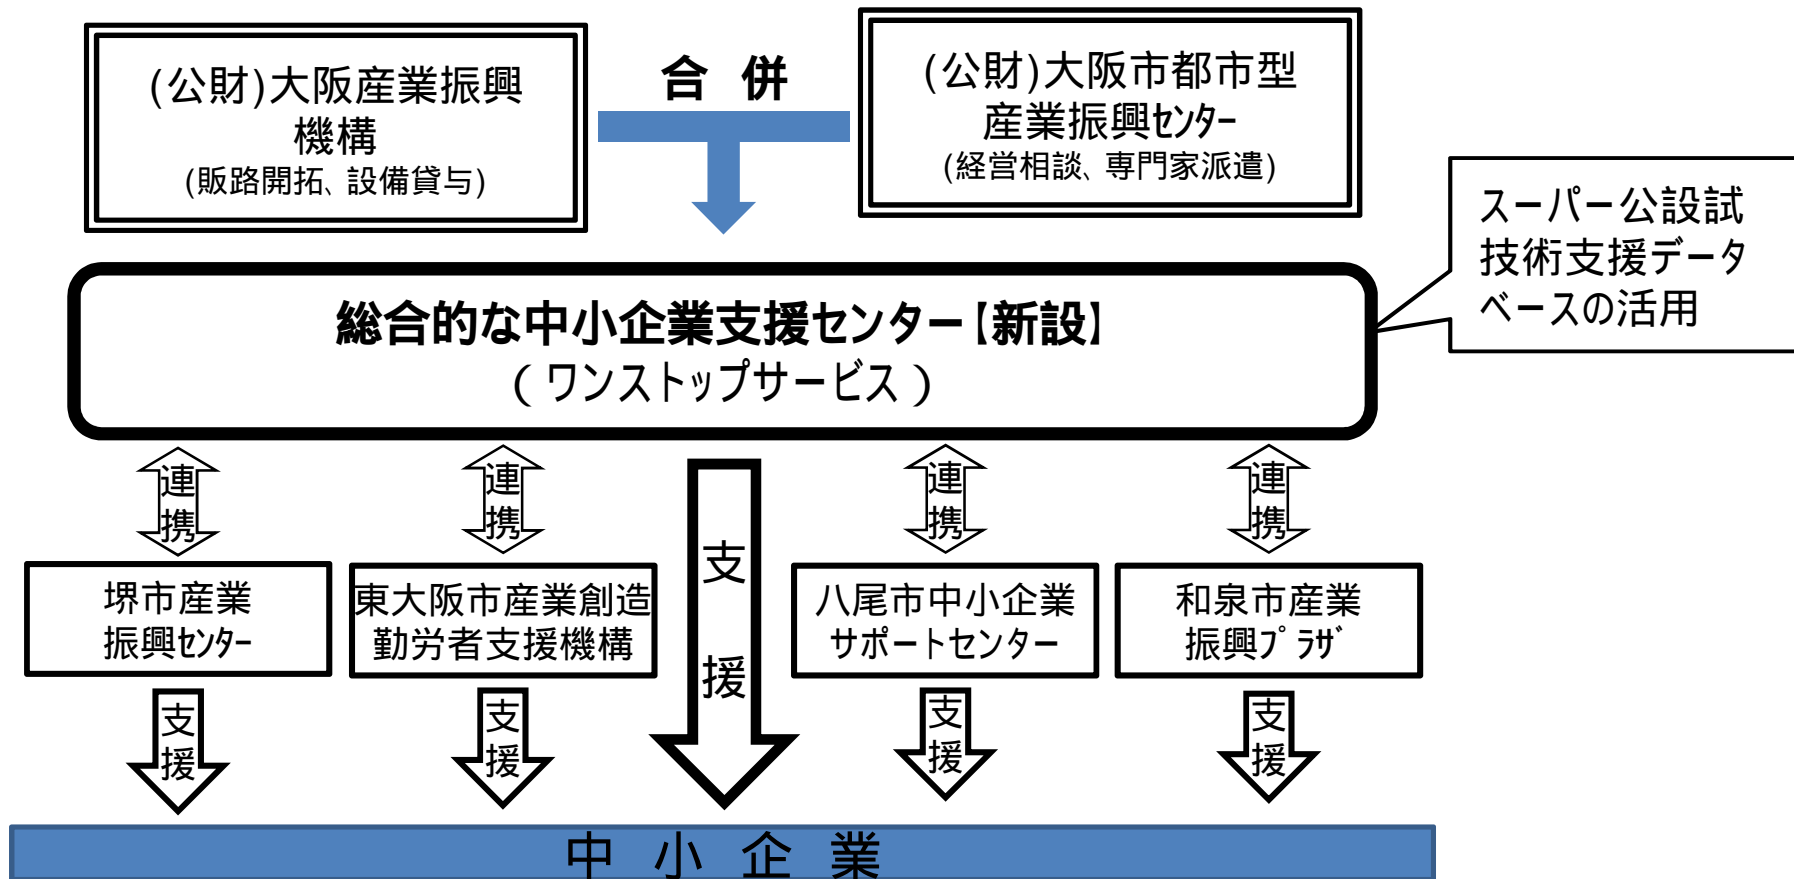 (公財)大阪産業振興
機構
(販路開拓、設備貸与)
合 併
(公財)大阪市都市型
産業振興ｾﾝﾀｰ
(経営相談、専門家派遣)
スーパー公設試
技術支援データ
ベースの活用
総合的な中小企業支援センター【新設】
（ワンストップサービス）
連
携
連
携
連
携
連
携
堺市産業
振興ｾﾝﾀｰ
東大阪市産業創造
勤労者支援機構
八尾市中小企業
サポートセンター
和泉市産業
振興ﾌﾟﾗｻﾞ
支
援
支
援
支
援
支
援
支
援
中 小 企 業